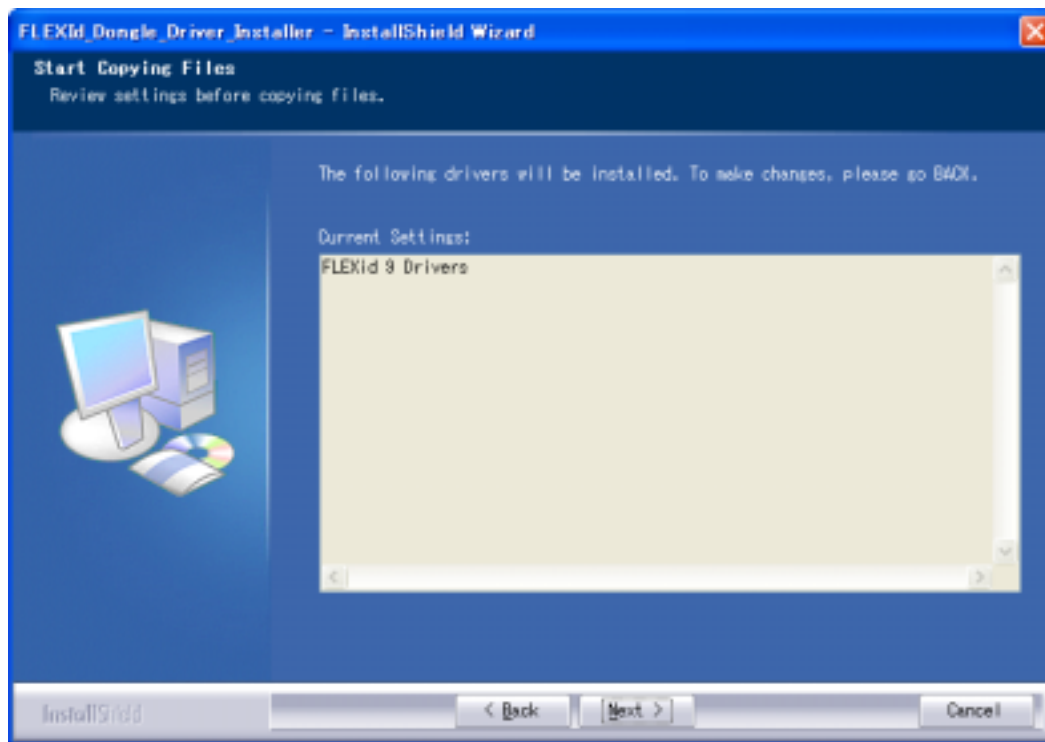 FLEXId_Dongle_Driver_Installer - InstallShield Wizard
Start Copying Files
Review settings before copying files.
The following drivers will be installed. To make changes, please go BACK.
Current Settings:
FLEXid 9 Drivers
InstallShield
< Back
Next >
Cancel